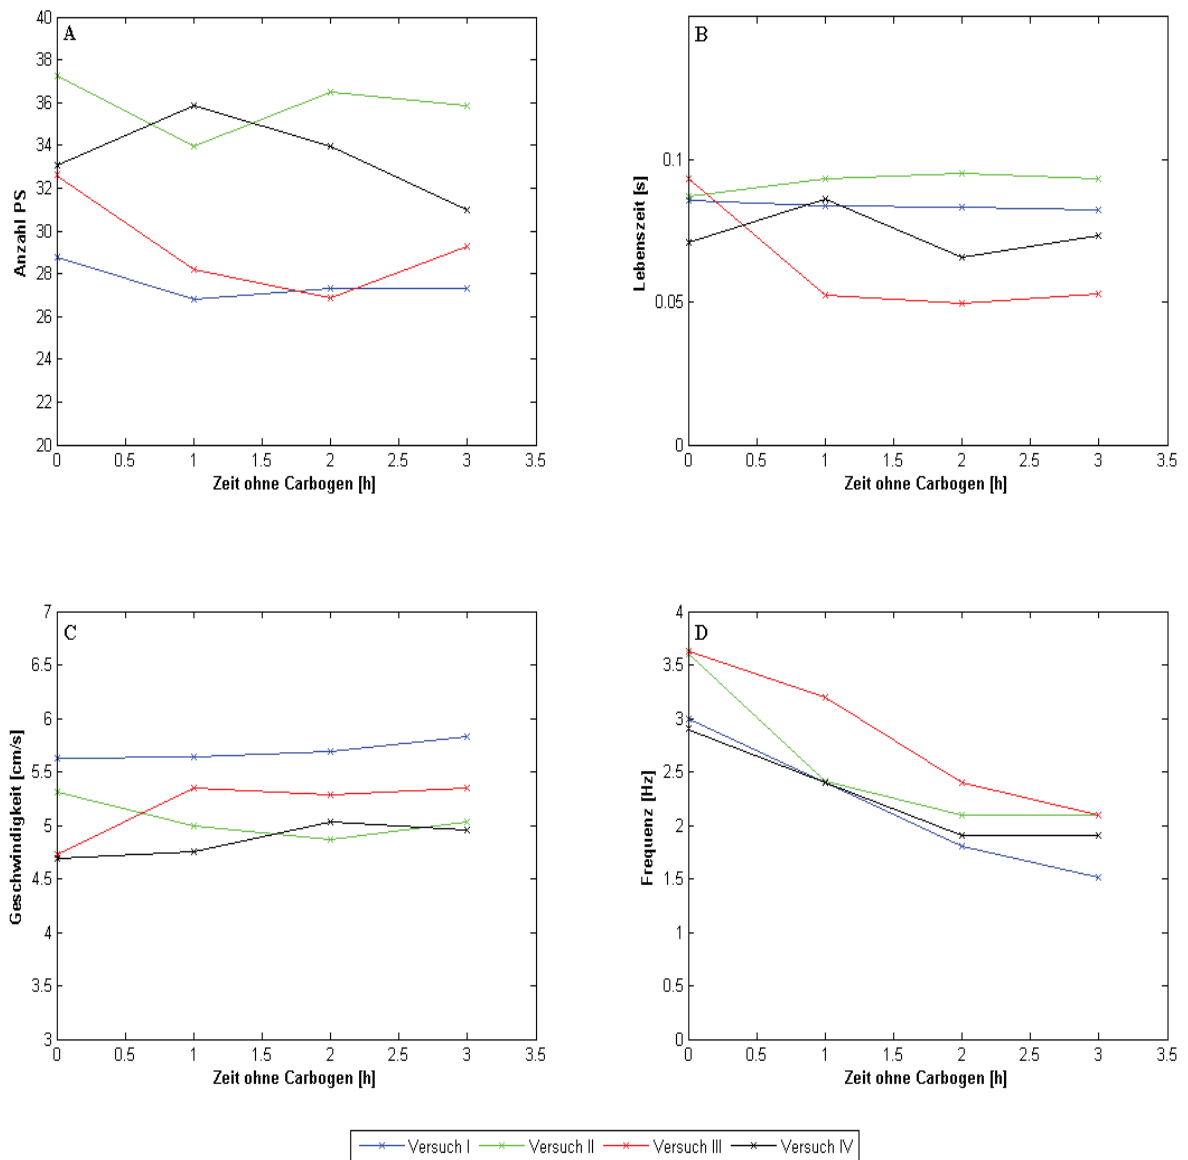 A
Anzahl PS
40
38
36
34
32
30
28
26
24
22
20
0 0.5 1 1.5 2 2.5 3 3.5
Zeit ohne Carbogen [h]
B
Lebenszeit [s]
0.1
0.05
0
0 0.5 1 1.5 2 2.5 3 3.5
Zeit ohne Carbogen [h]
C
Geschwindigkeit [cm/s]
7
6.5
6
5.5
5
4.5
4
3.5
3
0 0.5 1 1.5 2 2.5 3 3.5
Zeit ohne Carbogen [h]
D
Frequenz [Hz]
4
3.5
3
2.5
2
1.5
1
0.5
0
0 0.5 1 1.5 2 2.5 3 3.5
Zeit ohne Carbogen [h]
Versuch I Versuch II Versuch III Versuch IV